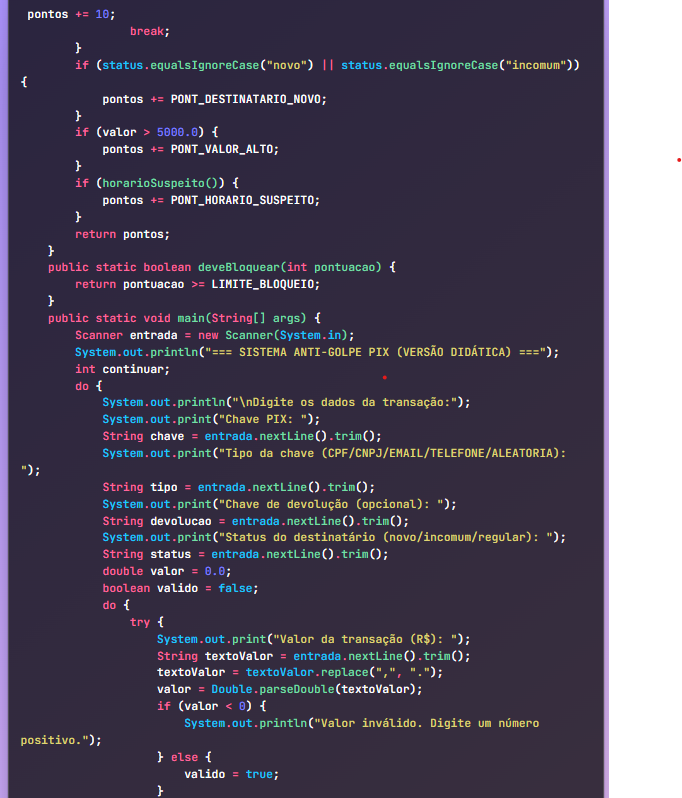 pontos += 10;
break;
}
if (status.equalsIgnoreCase("novo") || status.equalsIgnoreCase("incomum"))
{
pontos += PONT_DESTINATARIO_NOVO;
}
if (valor > 5000.0) {
pontos += PONT_VALOR_ALTO;
}
if (horarioSuspeito()) {
pontos += PONT_HORARIO_SUSPEITO;
}
return pontos;
}
public static boolean deveBloquear(int pontuacao) {
return pontuacao >= LIMITE_BLOQUEIO;
}
public static void main(String[] args) {
Scanner entrada = new Scanner(System.in);
System.out.println("=== SISTEMA ANTI-GOLPE PIX (VERSÃO DIDÁTICA) ===");
int continuar;
do {
System.out.println("\nDigite os dados da transação:");
System.out.print("Chave PIX: ");
String chave = entrada.nextLine().trim();
System.out.print("Tipo da chave (CPF/CNPJ/EMAIL/TELEFONE/ALEATORIA):
");
String tipo = entrada.nextLine().trim();
System.out.print("Chave de devolução (opcional): ");
String devolucao = entrada.nextLine().trim();
System.out.print("Status do destinatário (novo/incomum/regular): ");
String status = entrada.nextLine().trim();
double valor = 0.0;
boolean valido = false;
do {
try {
System.out.print("Valor da transação (R$): ");
String textoValor = entrada.nextLine().trim();
textoValor = textoValor.replace(",", ".");
valor = Double.parseDouble(textoValor);
if (valor < 0) {
System.out.println("Valor inválido. Digite um número
positivo.");
} else {
valido = true;
}